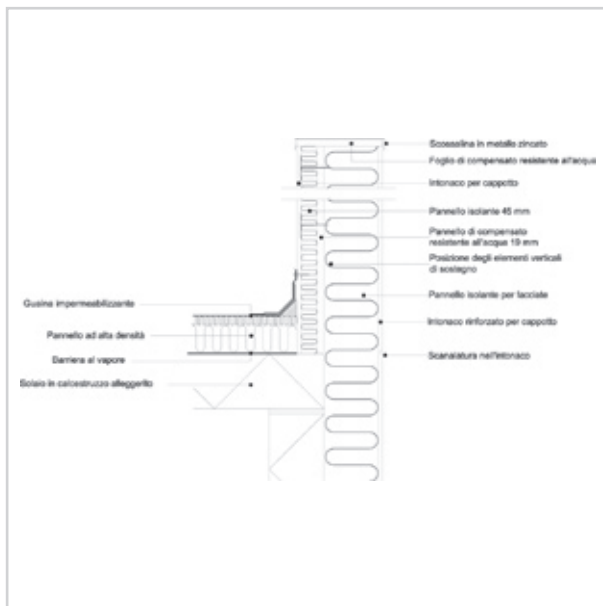 Scossalina in metallo zincato
Foglio di compensato resistente all'acqua
Intonaco per cappotto
Pannello isolante 45 mm
Pannello di compensato
resistente all'acqua 19 mm
Posizione degli elementi verticali
di sostegno
Pannello isolante per facciate
Intonaco rinforzato per cappotto
Scanalatura nell'intonaco
Guaina impermeabilizzante
Pannello ad alta densità
Barriera al vapore
Solaio in calcestruzzo alleggerito